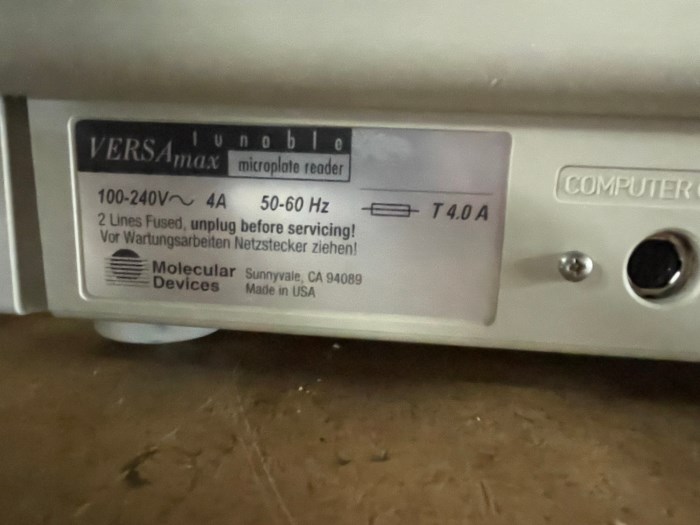 tunable
VERSAmax microplate reader
100-240V～ 4A 50-60 Hz T 4.0 A
2 Lines Fused, unplug before servicing!
Vor Wartungsarbeiten Netzstecker ziehen!
Molecular Devices
Sunnyvale, CA 94089
Made in USA
COMPUTER